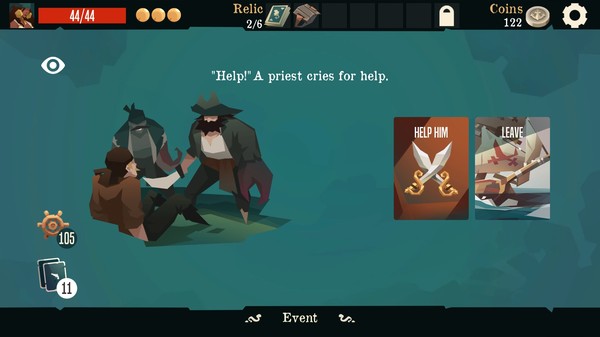 44/44
Relic
2/6
Coins
122
"Help!" A priest cries for help.
HELP HIM
LEAVE
105
11
Event